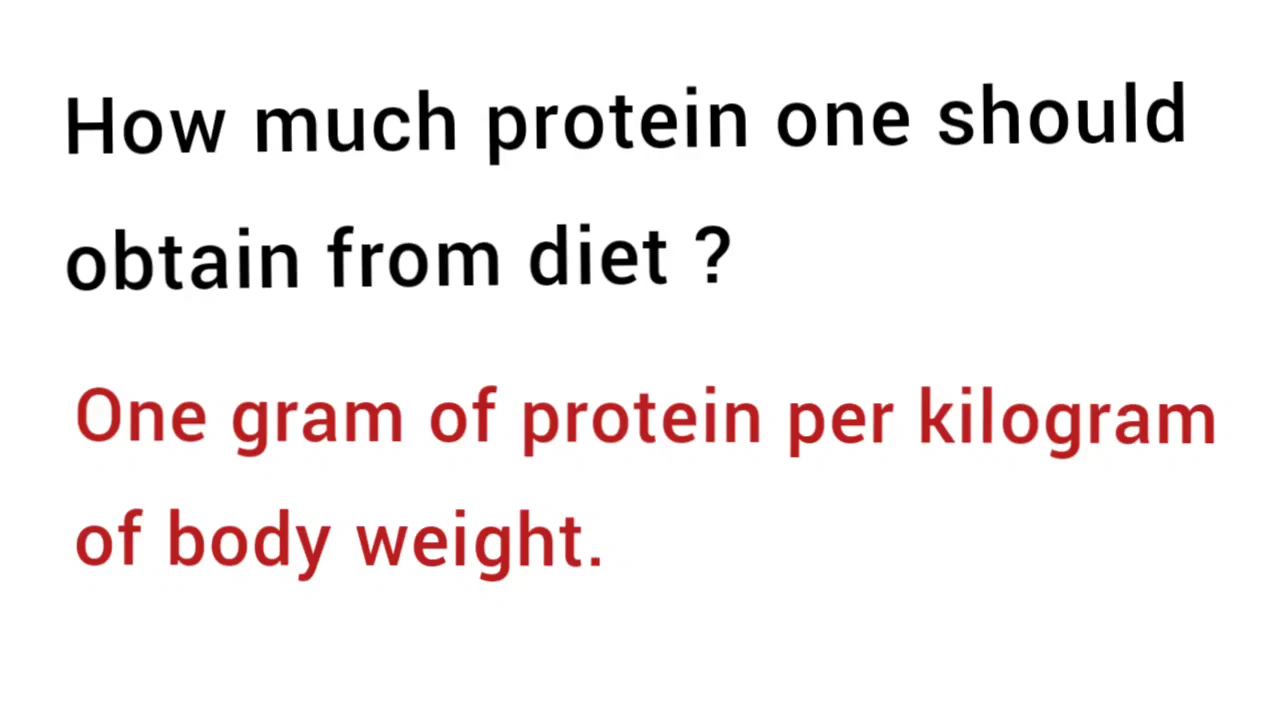 How much protein one should
obtain from diet ?
One gram of protein per kilogram
of body weight.